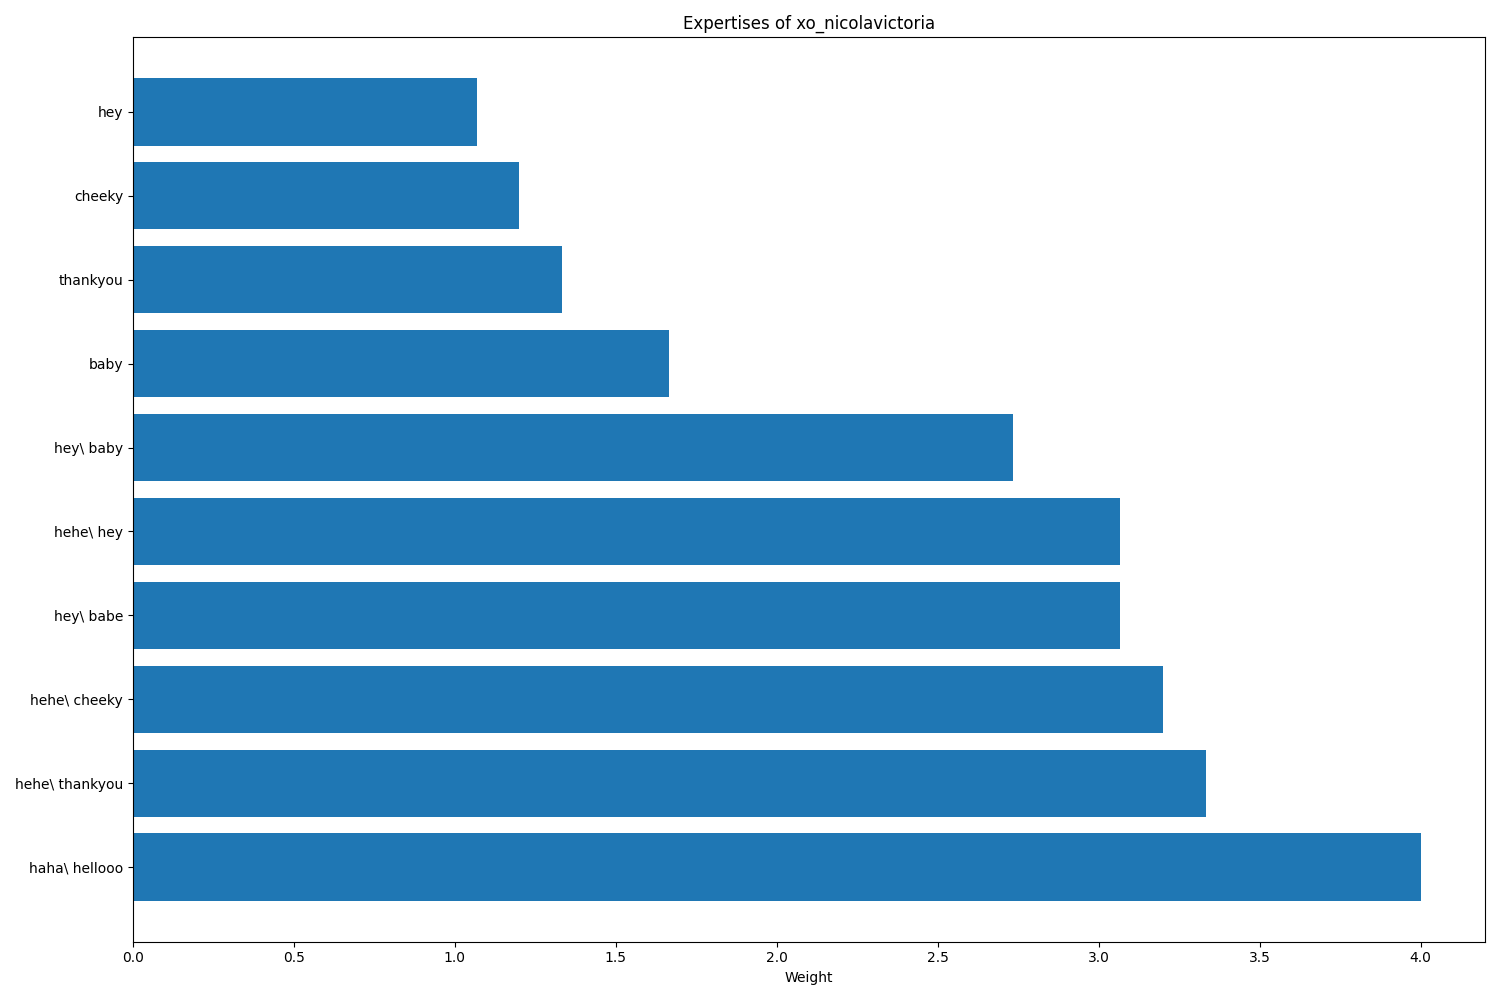 Expertises of xo_nicolavictoria
hey
cheeky
thankyou
baby
hey\ baby
hehe\ hey
hey\ babe
hehe\ cheeky
hehe\ thankyou
haha\ hellooo
0.0 0.5 1.0 1.5 2.0 2.5 3.0 3.5 4.0
Weight